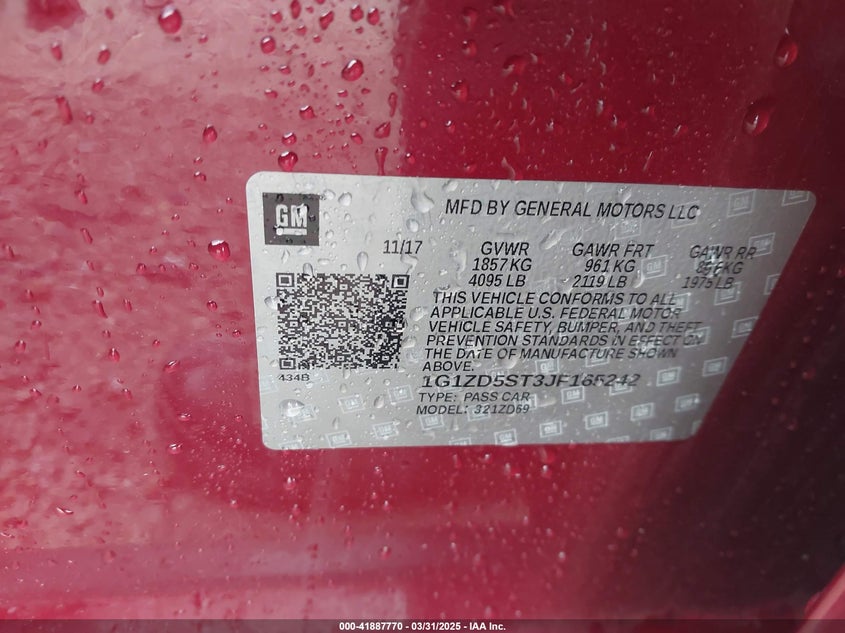 GM
MFD BY GENERAL MOTORS LLC
11/17 GVWR GAWR FRT GAWR RR
1857 KG 961 KG 896KG
4095 LB 2119 LB 1975 LB
THIS VEHICLE CONFORMS TO ALL
APPLICABLE U.S. FEDERAL MOTOR
VEHICLE SAFETY, BUMPER, AND THEFT
PREVENTION STANDARDS IN EFFECT ON
THE DATE OF MANUFACTURE SHOWN
ABOVE.
434B
1G1ZD5ST3JF165242
TYPE: PASS CAR
MODEL: 321ZD69
000-41887770 - 03/31/2025 - IAA Inc.